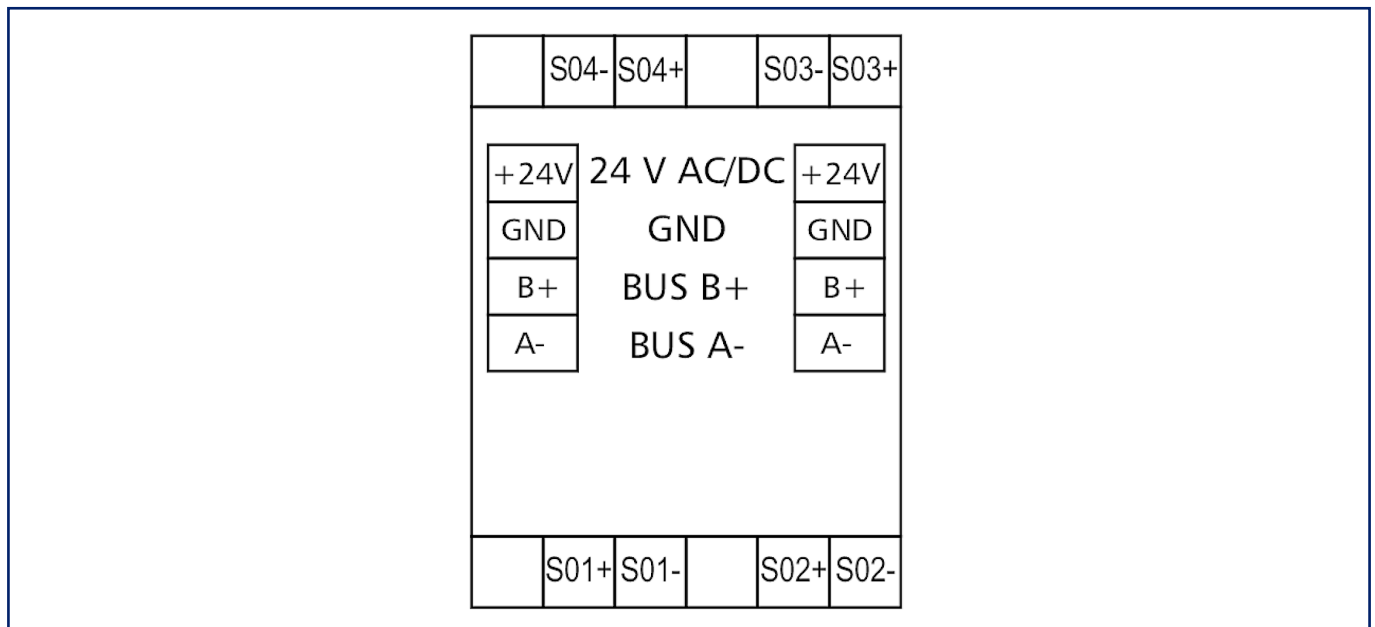 S04- S04+ S03- S03+
+24V 24 V AC/DC +24V
GND GND GND
B+ BUS B+ B+
A- BUS A- A-
S01+ S01- S02+ S02-